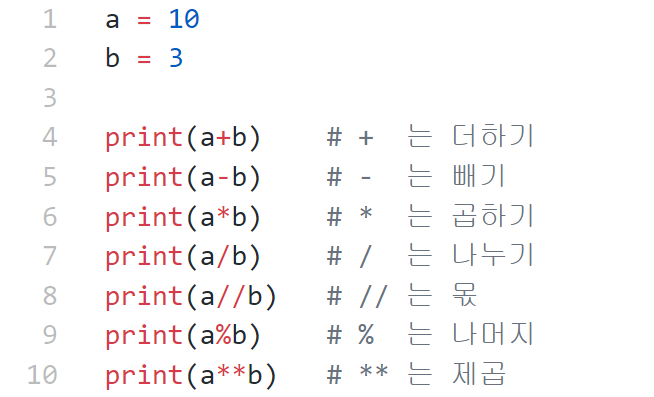 1 a = 10
2 b = 3
3
4 print(a+b)    # +  는 더하기
5 print(a-b)    # -  는 빼기
6 print(a*b)    # *  는 곱하기
7 print(a/b)    # /  는 나누기
8 print(a//b)   # // 는 몫
9 print(a%b)    # %  는 나머지
10 print(a**b)   # ** 는 제곱